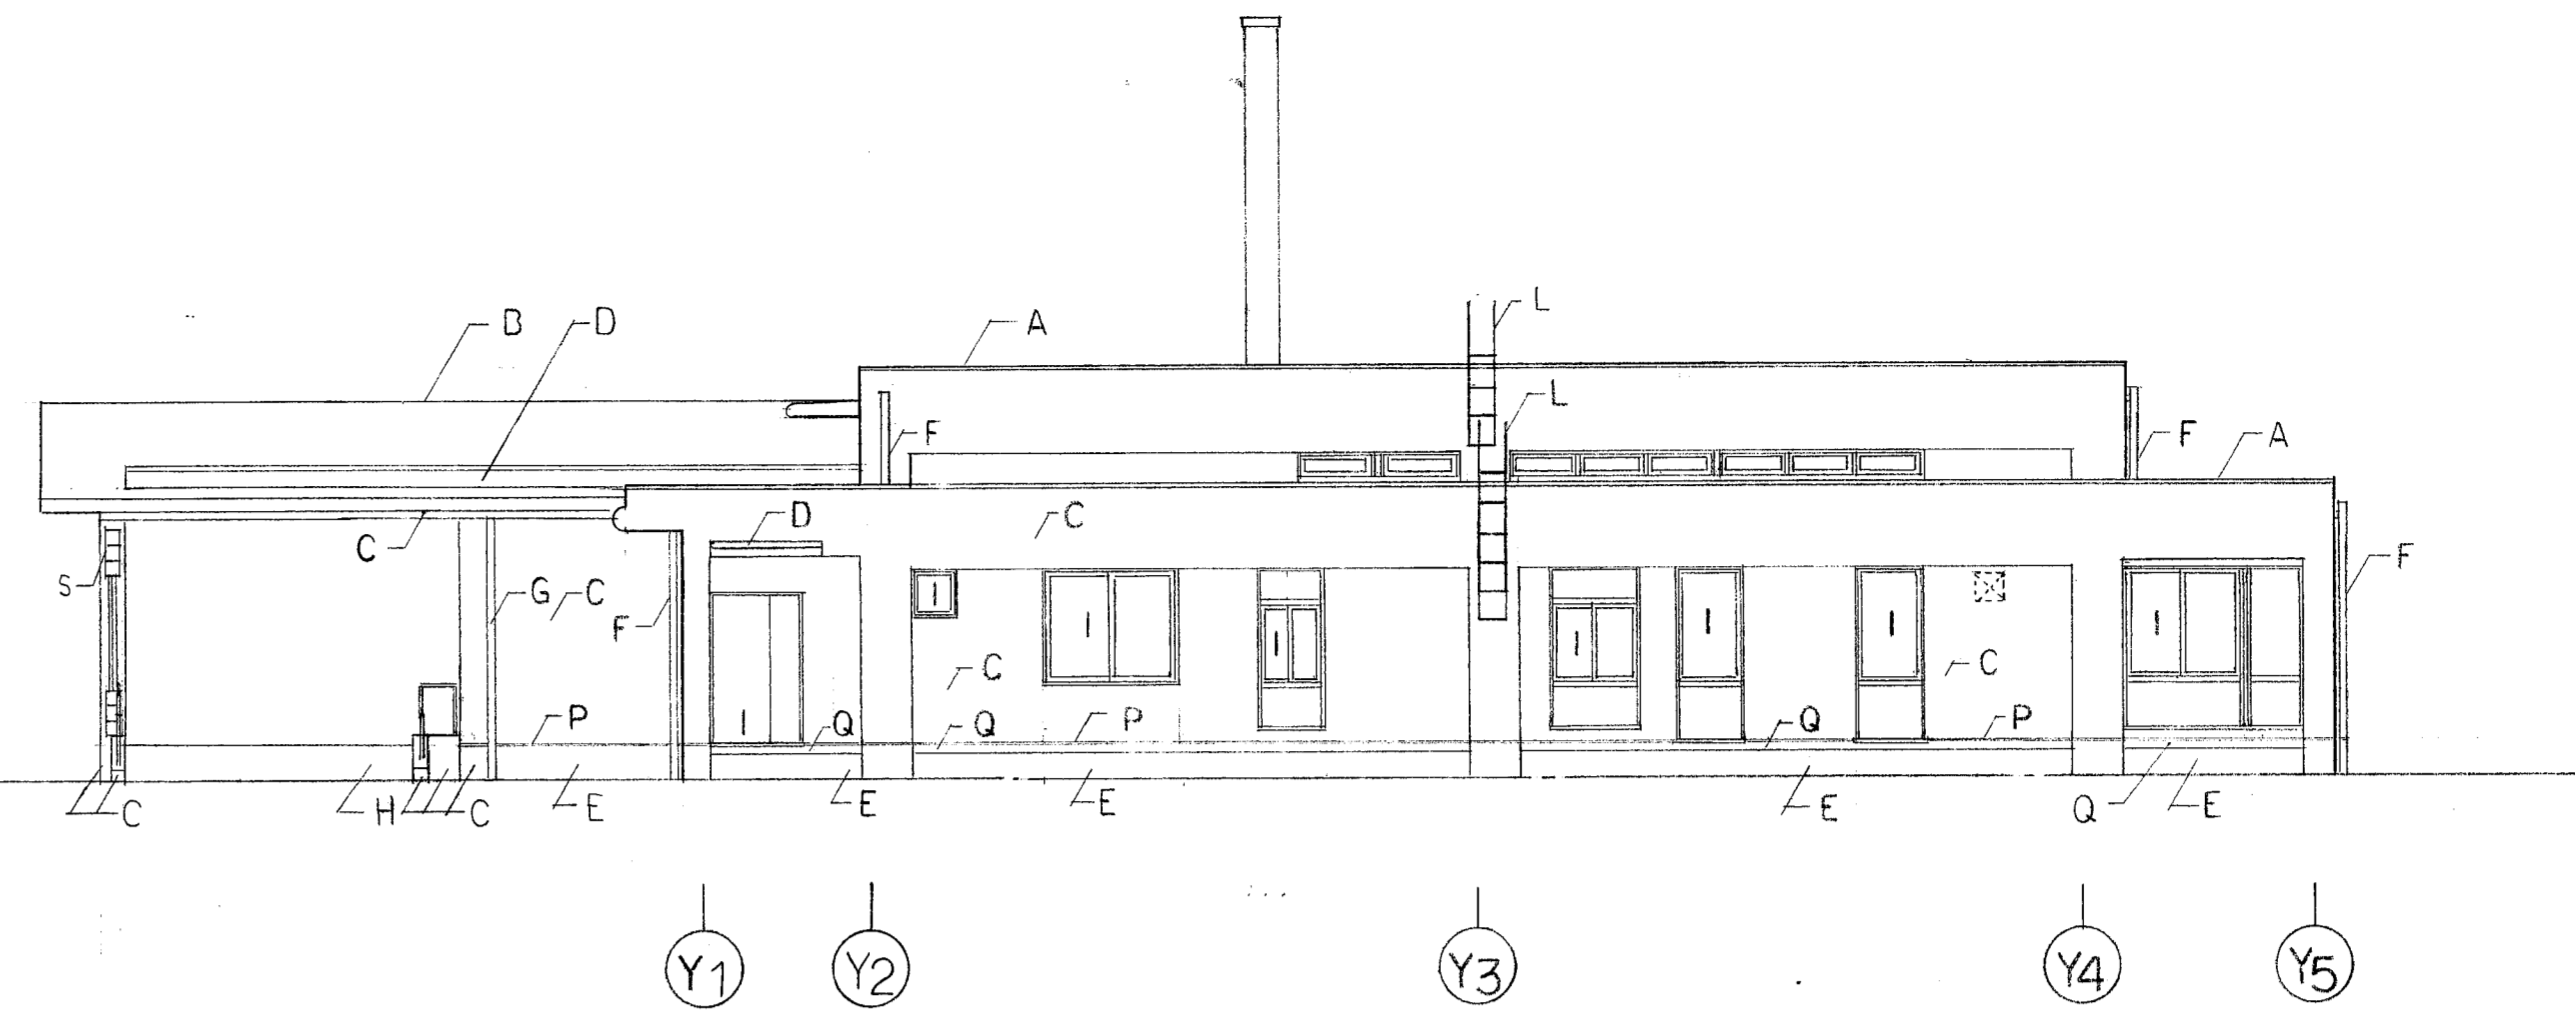 L
B D A
L
F F A
D C
C F
S G C
F
C C
P Q Q P Q P
C H C E E E E Q E
Y1 Y2 Y3 Y4 Y5